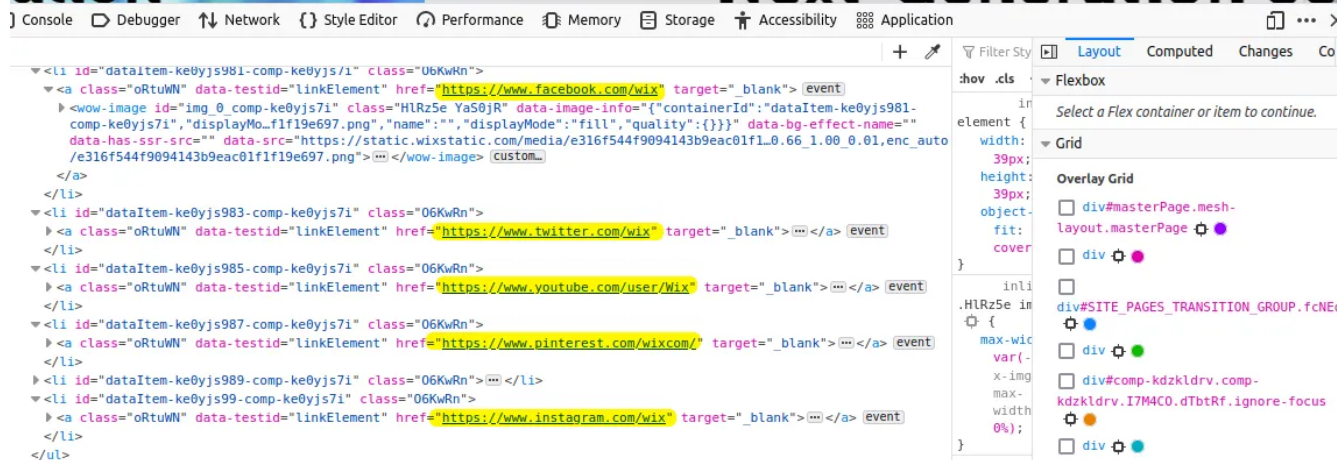 Console Debugger Network {} Style Editor Performance Memory Storage Accessibility Application
<li id="dataItem-ke0yjs981-comp-ke0yjs7i" class="O6KwRn">
<a class="oRtuWN" data-testid="linkElement" href="https://www.facebook.com/wix" target="_blank"> event
<wow-image id="img_0_comp-ke0yjs7i" class="HlRz5e YaS0jR" data-image-info="{"containerId":"dataItem-ke0yjs981-
comp-ke0yjs7i","displayMo…f1f19e697.png","name":"","displayMode":"fill","quality":{}}}" data-bg-effect-name=""
data-has-ssr-src="" data-src="https://static.wixstatic.com/media/e316f544f9094143b9eac01f1…0.66_1.00_0.01,enc_auto
/e316f544f9094143b9eac01f1f19e697.png"> … </wow-image> custom…
</a>
</li>
<li id="dataItem-ke0yjs983-comp-ke0yjs7i" class="O6KwRn">
<a class="oRtuWN" data-testid="linkElement" href="https://www.twitter.com/wix" target="_blank"> … </a> event
</li>
<li id="dataItem-ke0yjs985-comp-ke0yjs7i" class="O6KwRn">
<a class="oRtuWN" data-testid="linkElement" href="https://www.youtube.com/user/Wix" target="_blank"> … </a> event
</li>
<li id="dataItem-ke0yjs987-comp-ke0yjs7i" class="O6KwRn">
<a class="oRtuWN" data-testid="linkElement" href="https://www.pinterest.com/wixcom/" target="_blank"> … </a> event
</li>
<li id="dataItem-ke0yjs989-comp-ke0yjs7i" class="O6KwRn"> … </li>
<li id="dataItem-ke0yjs99-comp-ke0yjs7i" class="O6KwRn">
<a class="oRtuWN" data-testid="linkElement" href="https://www.instagram.com/wix" target="_blank"> … </a> event
</li>
</ul>
Filter Sty
:hov .cls
in
element {
width:
39px;
height:
39px;
object-
fit:
cover
}
inli
.HlRz5e im
{
max-wid
var(-
x-img
max-
width
0%);
}
Layout Computed Changes Co
Flexbox
Select a Flex container or item to continue.
Grid
Overlay Grid
div#masterPage.mesh-
layout.masterPage
div
div#SITE_PAGES_TRANSITION_GROUP.fcNEq
div
div#comp-kdzkldrv.comp-
kdzkldrv.I7M4CO.dTbtRf.ignore-focus
div